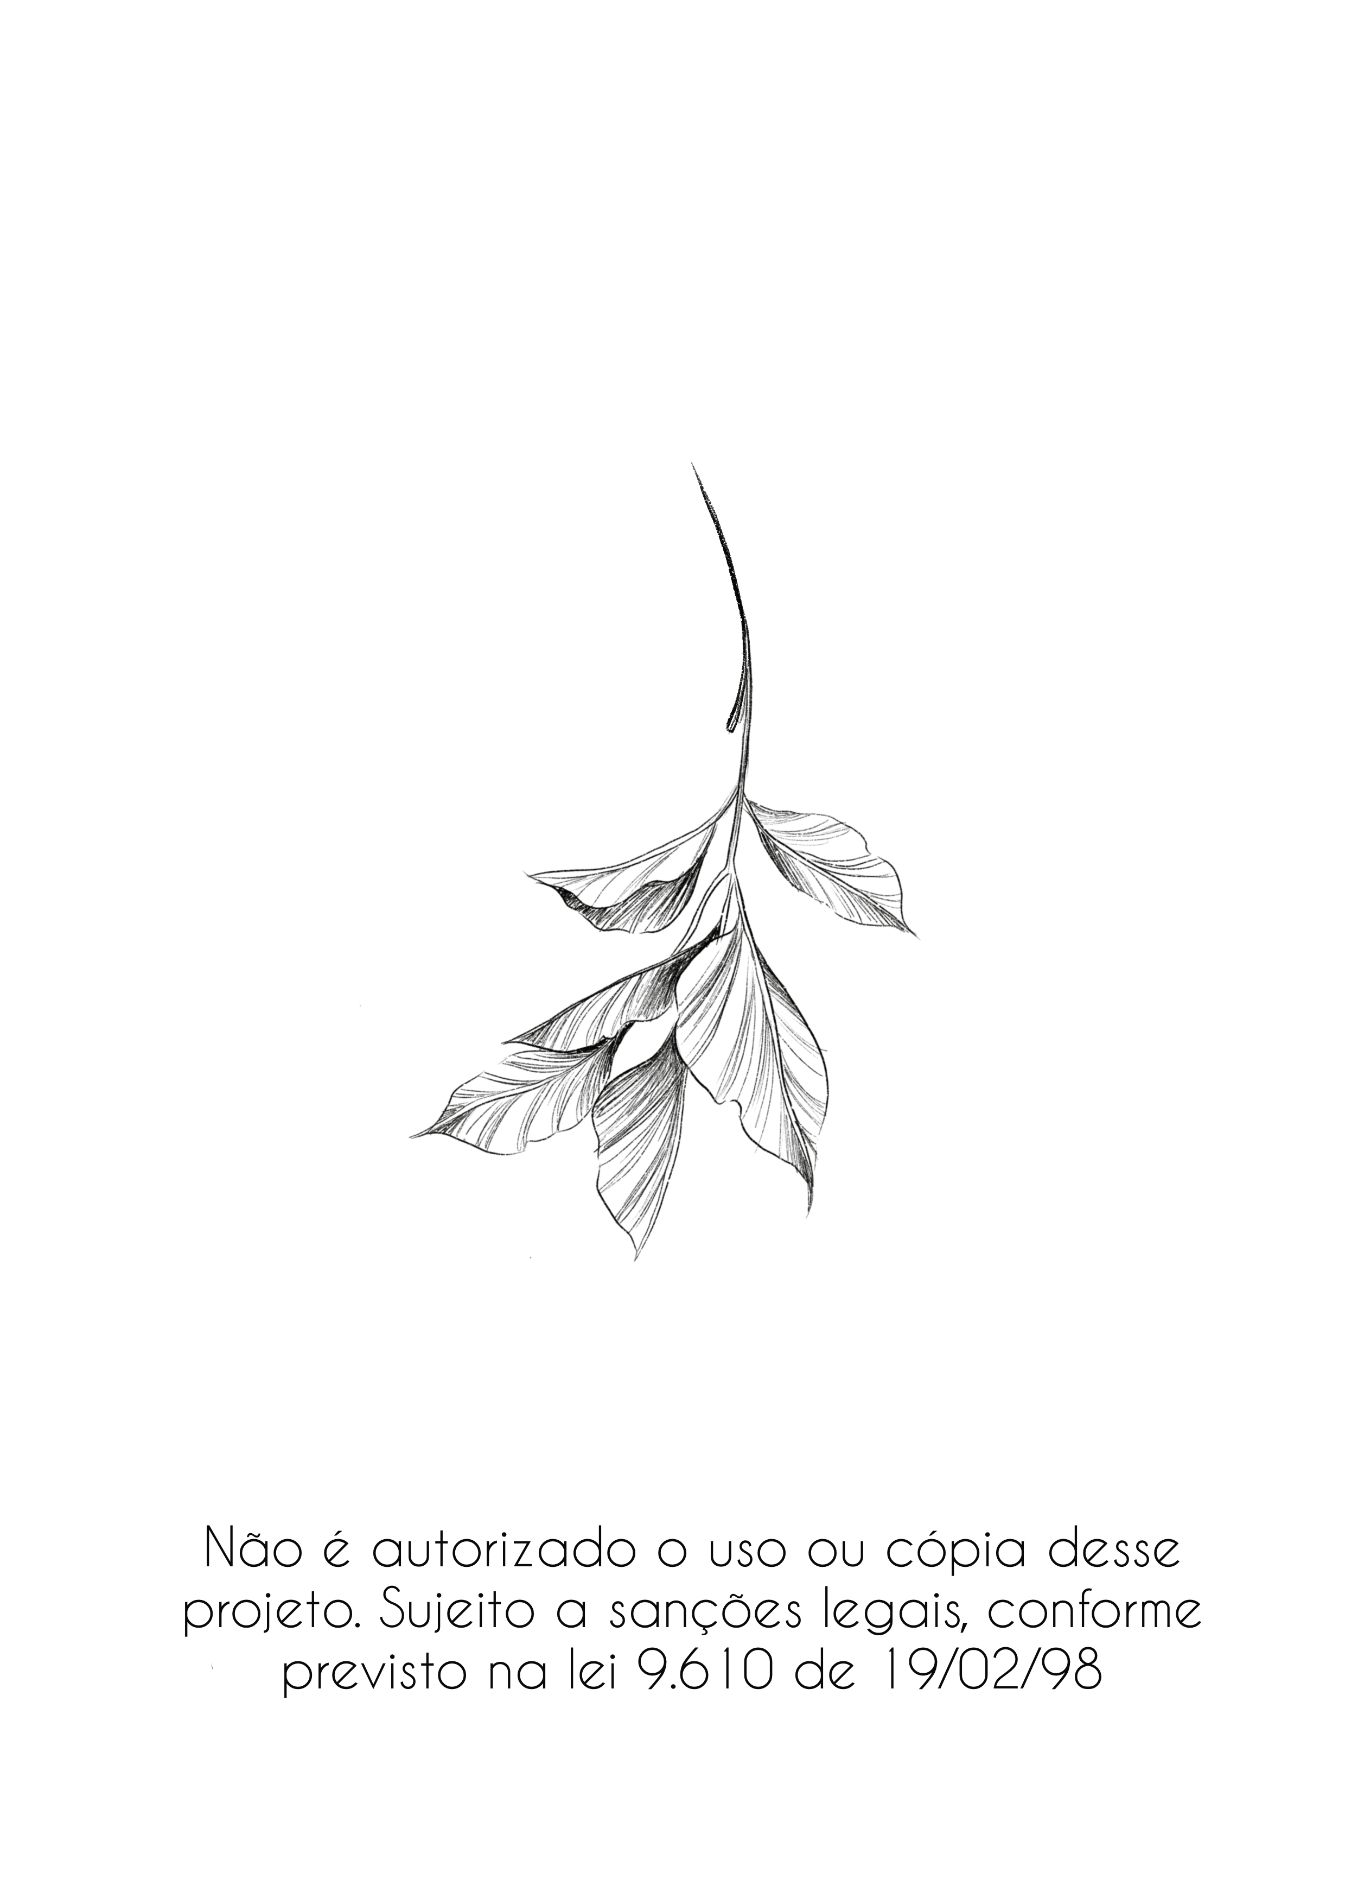 Não é autorizado o uso ou cópia desse
projeto. Sujeito a sanções legais, conforme
previsto na lei 9.610 de 19/02/98